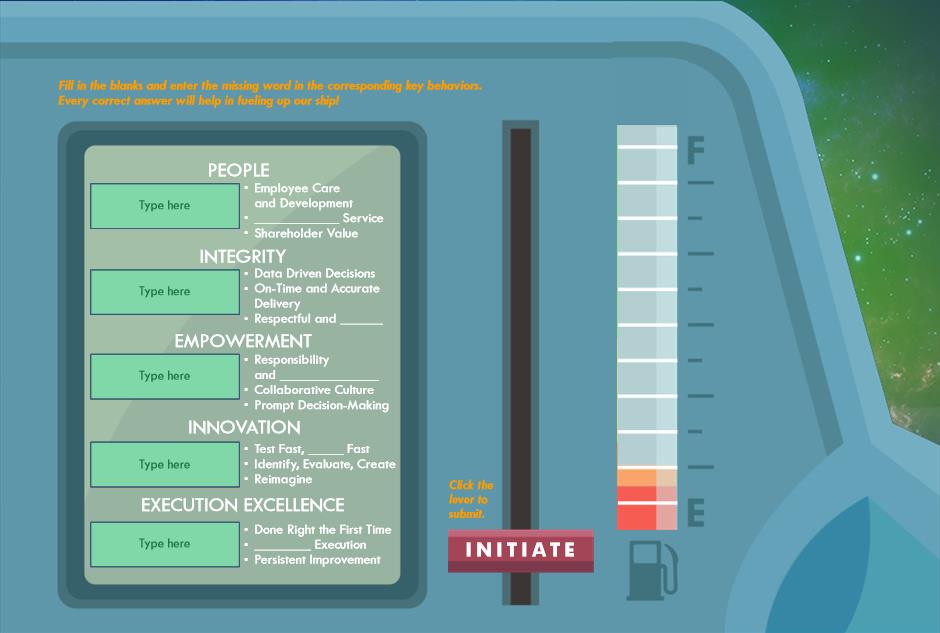 Fill in the blanks and enter the missing word in the corresponding key behaviors.
Every correct answer will help in fueling up our ship!
PEOPLE
Type here
• Employee Care
and Development
• ____________ Service
• Shareholder Value
INTEGRITY
Type here
• Data Driven Decisions
• On-Time and Accurate
Delivery
• Respectful and ______
EMPOWERMENT
Type here
• Responsibility
and ______________
• Collaborative Culture
• Prompt Decision-Making
INNOVATION
Type here
• Test Fast, _____ Fast
• Identify, Evaluate, Create
• Reimagine
EXECUTION EXCELLENCE
Type here
• Done Right the First Time
• ________ Execution
• Persistent Improvement
Click the
lever to
submit.
INITIATE
F
E